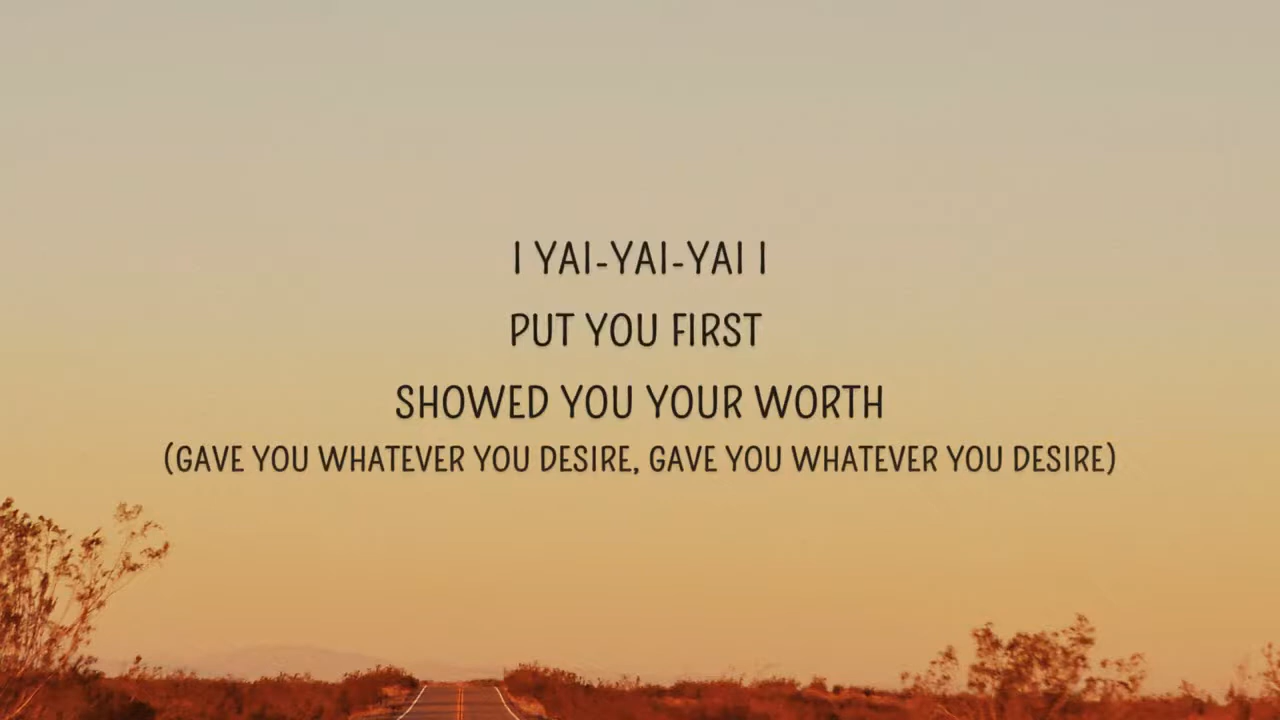 I YAI-YAI-YAI I
PUT YOU FIRST
SHOWED YOU YOUR WORTH
(GAVE YOU WHATEVER YOU DESIRE, GAVE YOU WHATEVER YOU DESIRE)